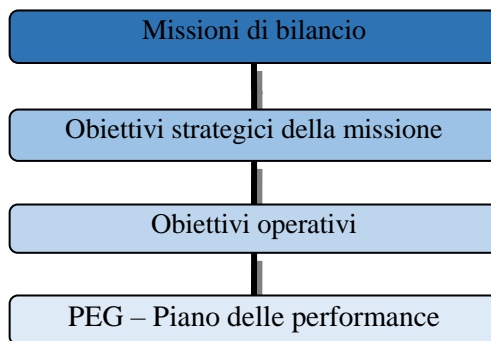 Missioni di bilancio
Obiettivi strategici della missione
Obiettivi operativi
PEG – Piano delle performance